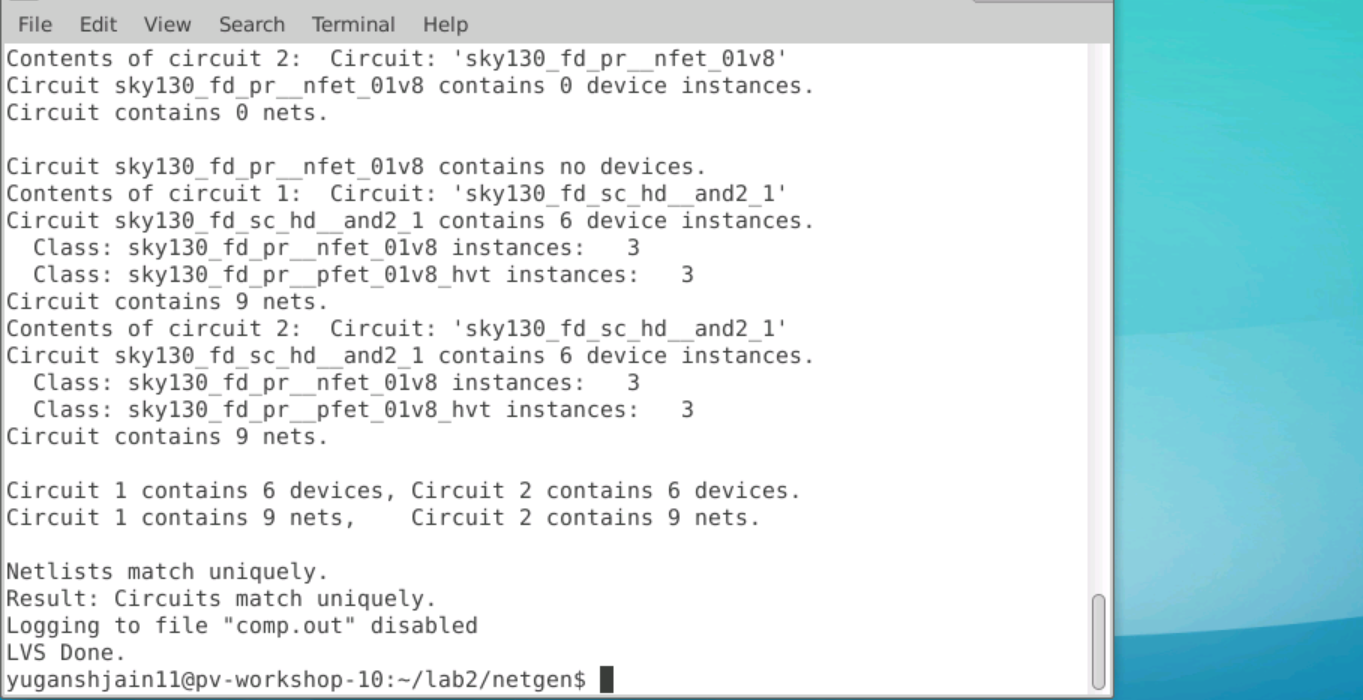 File Edit View Search Terminal Help
Contents of circuit 2:  Circuit: 'sky130_fd_pr__nfet_01v8'
Circuit sky130_fd_pr__nfet_01v8 contains 0 device instances.
Circuit contains 0 nets.

Circuit sky130_fd_pr__nfet_01v8 contains no devices.
Contents of circuit 1:  Circuit: 'sky130_fd_sc_hd__and2_1'
Circuit sky130_fd_sc_hd__and2_1 contains 6 device instances.
  Class: sky130_fd_pr__nfet_01v8 instances:   3
  Class: sky130_fd_pr__pfet_01v8_hvt instances:   3
Circuit contains 9 nets.
Contents of circuit 2:  Circuit: 'sky130_fd_sc_hd__and2_1'
Circuit sky130_fd_sc_hd__and2_1 contains 6 device instances.
  Class: sky130_fd_pr__nfet_01v8 instances:   3
  Class: sky130_fd_pr__pfet_01v8_hvt instances:   3
Circuit contains 9 nets.

Circuit 1 contains 6 devices, Circuit 2 contains 6 devices.
Circuit 1 contains 9 nets,    Circuit 2 contains 9 nets.

Netlists match uniquely.
Result: Circuits match uniquely.
Logging to file "comp.out" disabled
LVS Done.
yuganshjain11@pv-workshop-10:~/lab2/netgen$